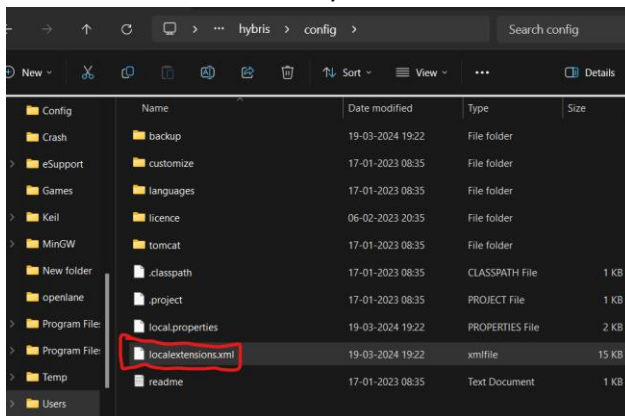 hybris > config >
Search config
New
Sort
View
Details
Name
Date modified
Type
Size
Config
Crash
eSupport
Games
Keil
MinGW
New folder
openlane
Program Files
Program Files
Temp
Users
backup 19-03-2024 19:22 File folder
customize 17-01-2023 08:35 File folder
languages 17-01-2023 08:35 File folder
licence 06-02-2023 20:35 File folder
tomcat 17-01-2023 08:35 File folder
.classpath 17-01-2023 08:35 CLASSPATH File 1 KB
.project 17-01-2023 08:35 PROJECT File 1 KB
local.properties 19-03-2024 19:22 PROPERTIES File 2 KB
localextensions.xml 19-03-2024 19:22 xmlfile 15 KB
readme 17-01-2023 08:35 Text Document 1 KB